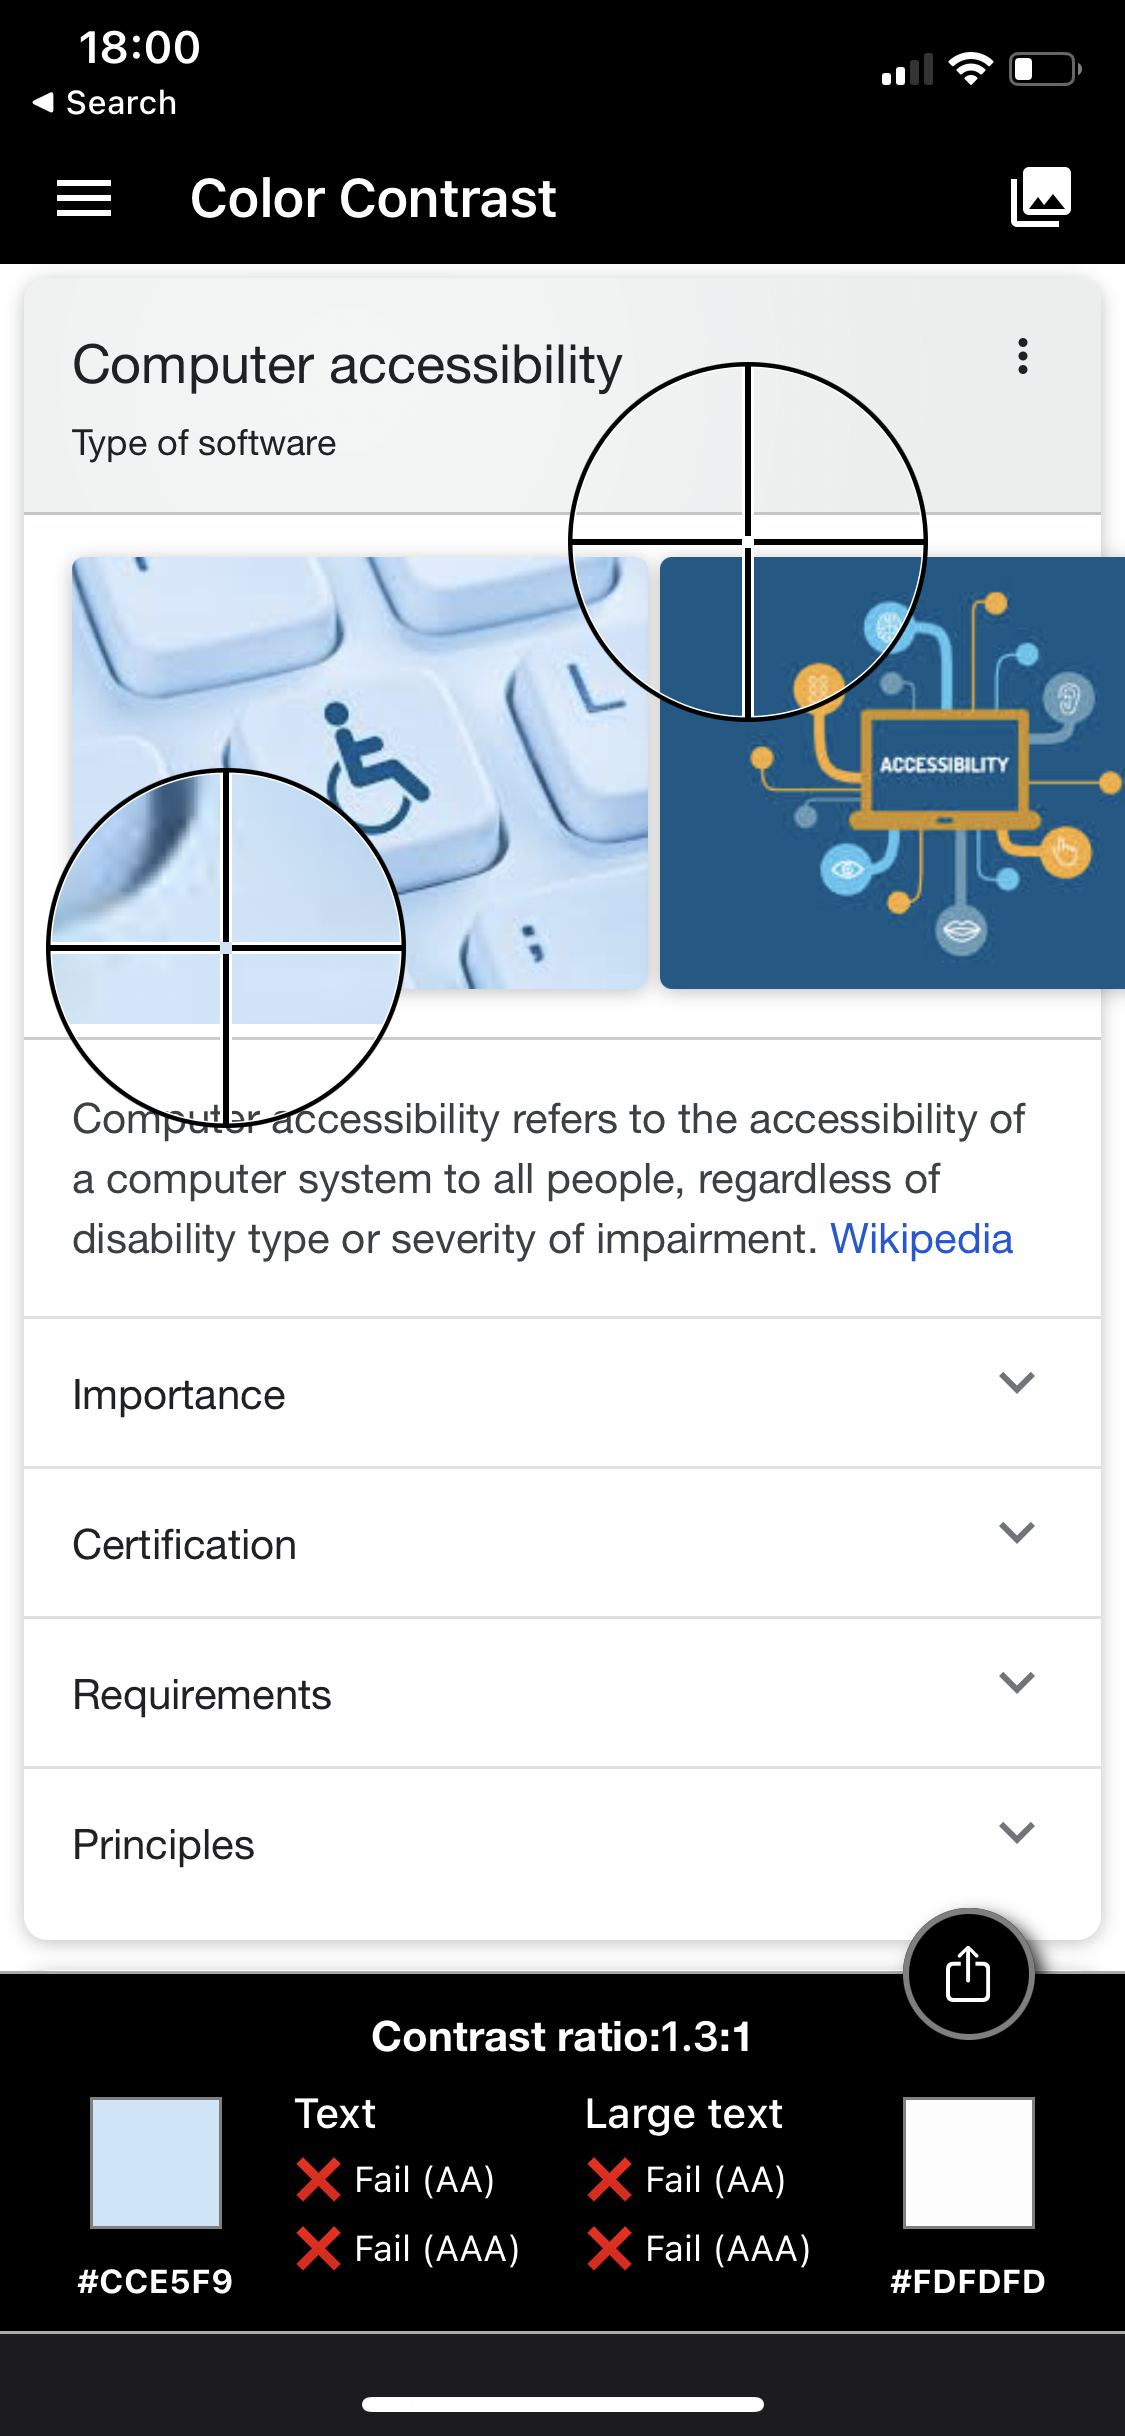 18:00
◀ Search
Color Contrast
Computer accessibility
Type of software
L
;
ACCESSIBILITY
Computer accessibility refers to the accessibility of
a computer system to all people, regardless of
disability type or severity of impairment. Wikipedia
Importance
Certification
Requirements
Principles
Contrast ratio:1.3:1
Text
Large text
❌ Fail (AA)
❌ Fail (AA)
❌ Fail (AAA)
❌ Fail (AAA)
#CCE5F9
#FDFDFD